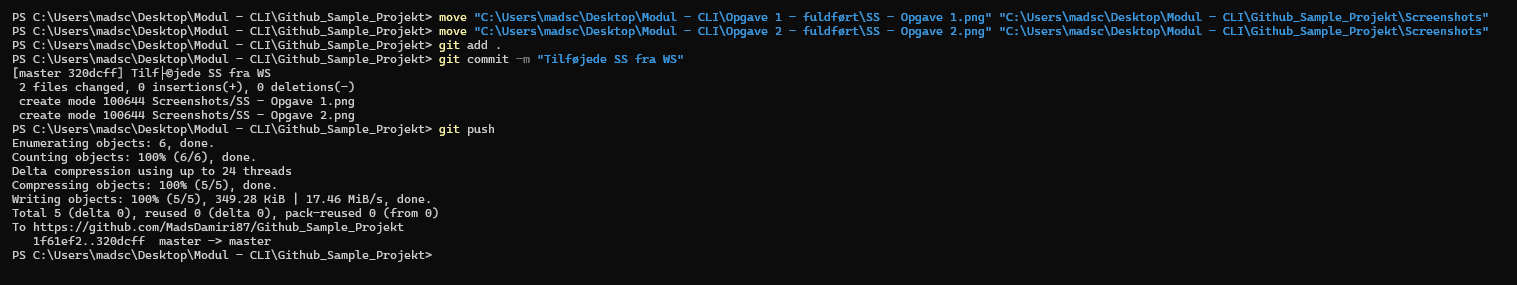 PS C:\Users\madsc\Desktop\Modul - CLI\Github_Sample_Projekt> move "C:\Users\madsc\Desktop\Modul - CLI\Opgave 1 - fuldført\SS - Opgave 1.png" "C:\Users\madsc\Desktop\Modul - CLI\Github_Sample_Projekt\Screenshots"
PS C:\Users\madsc\Desktop\Modul - CLI\Github_Sample_Projekt> move "C:\Users\madsc\Desktop\Modul - CLI\Opgave 2 - fuldført\SS - Opgave 2.png" "C:\Users\madsc\Desktop\Modul - CLI\Github_Sample_Projekt\Screenshots"
PS C:\Users\madsc\Desktop\Modul - CLI\Github_Sample_Projekt> git add .
PS C:\Users\madsc\Desktop\Modul - CLI\Github_Sample_Projekt> git commit -m "Tilføjede SS fra WS"
[master 320dcff] Tilf├©jede SS fra WS
 2 files changed, 0 insertions(+), 0 deletions(-)
 create mode 100644 Screenshots/SS - Opgave 1.png
 create mode 100644 Screenshots/SS - Opgave 2.png
PS C:\Users\madsc\Desktop\Modul - CLI\Github_Sample_Projekt> git push
Enumerating objects: 6, done.
Counting objects: 100% (6/6), done.
Delta compression using up to 24 threads
Compressing objects: 100% (5/5), done.
Writing objects: 100% (5/5), 349.28 KiB | 17.46 MiB/s, done.
Total 5 (delta 0), reused 0 (delta 0), pack-reused 0 (from 0)
To https://github.com/MadsDamiri87/Github_Sample_Projekt
   1f61ef2..320dcff  master -> master
PS C:\Users\madsc\Desktop\Modul - CLI\Github_Sample_Projekt>